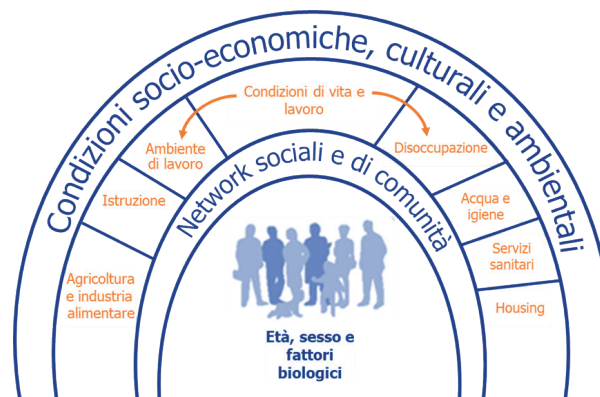 Condizioni socio-economiche, culturali e ambientali
Condizioni di vita e
lavoro
Ambiente
di lavoro
Disoccupazione
Istruzione
Acqua e
igiene
Agricoltura
e industria
alimentare
Servizi
sanitari
Housing
Network sociali e di comunità
Età, sesso e
fattori
biologici